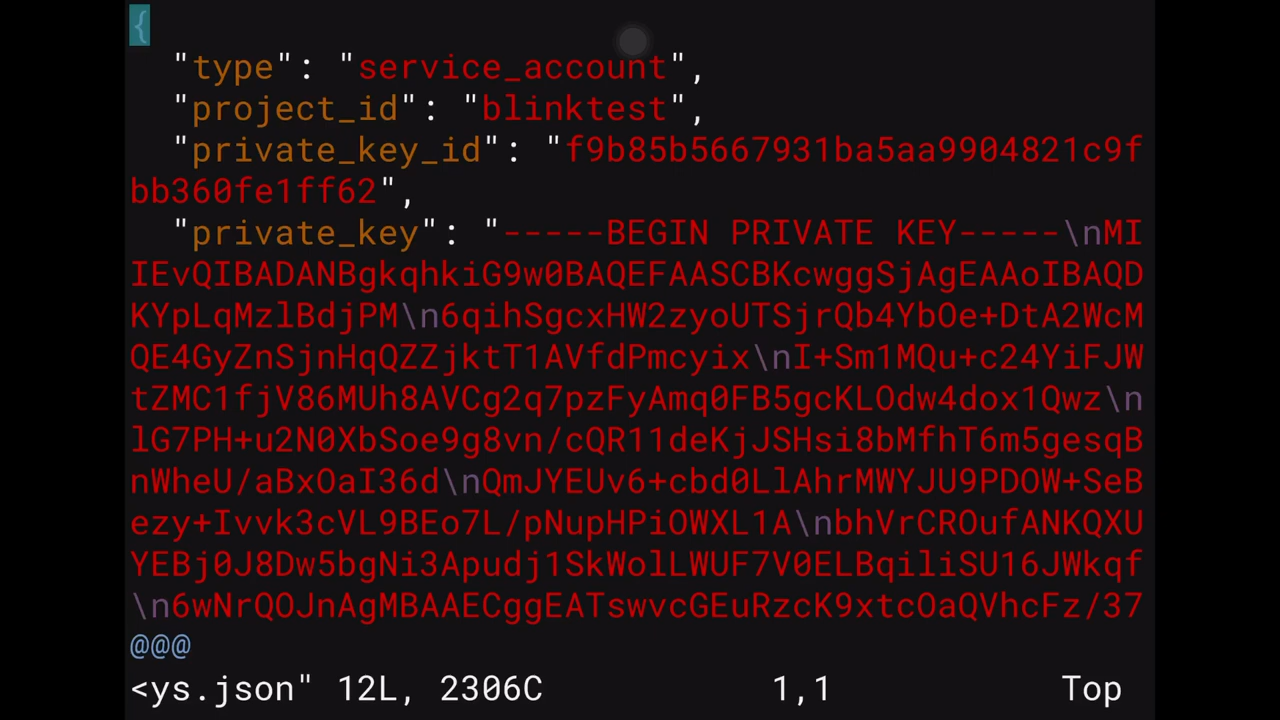 {
"type": "service_account",
"project_id": "blinktest",
"private_key_id": "f9b85b5667931ba5aa9904821c9f
bb360fe1ff62",
"private_key": "-----BEGIN PRIVATE KEY-----\nMI
IEvQIBADANBgkqhkiG9w0BAQEFAASCBKcwggSjAgEAAoIBAQD
KYpLqMzlBdjPM\n6qihSgcxHW2zyoUTSjrQb4YbOe+DtA2WcM
QE4GyZnSjnHqQZZjktT1AVfdPmcyix\nI+Sm1MQu+c24YiFJW
tZMC1fjV86MUh8AVCg2q7pzFyAmq0FB5gcKLOdw4dox1Qwz\n
lG7PH+u2N0XbSoe9g8vn/cQR11deKjJSHsi8bMfhT6m5gesqB
nWheU/aBxOaI36d\nQmJYEUv6+cbd0LlAhrMWYJU9PDOW+SeB
ezy+Ivvk3cVL9BEo7L/pNupHPiOWXL1A\nbhVrCROufANKQXU
YEBj0J8Dw5bgNi3Apudj1SkWolLWUF7V0ELBqiliSU16JWkqf
\n6wNrQOJnAgMBAAECggEATswvcGEuRzcK9xtcOaQVhcFz/37
@@@
<ys.json" 12L, 2306C 1,1 Top